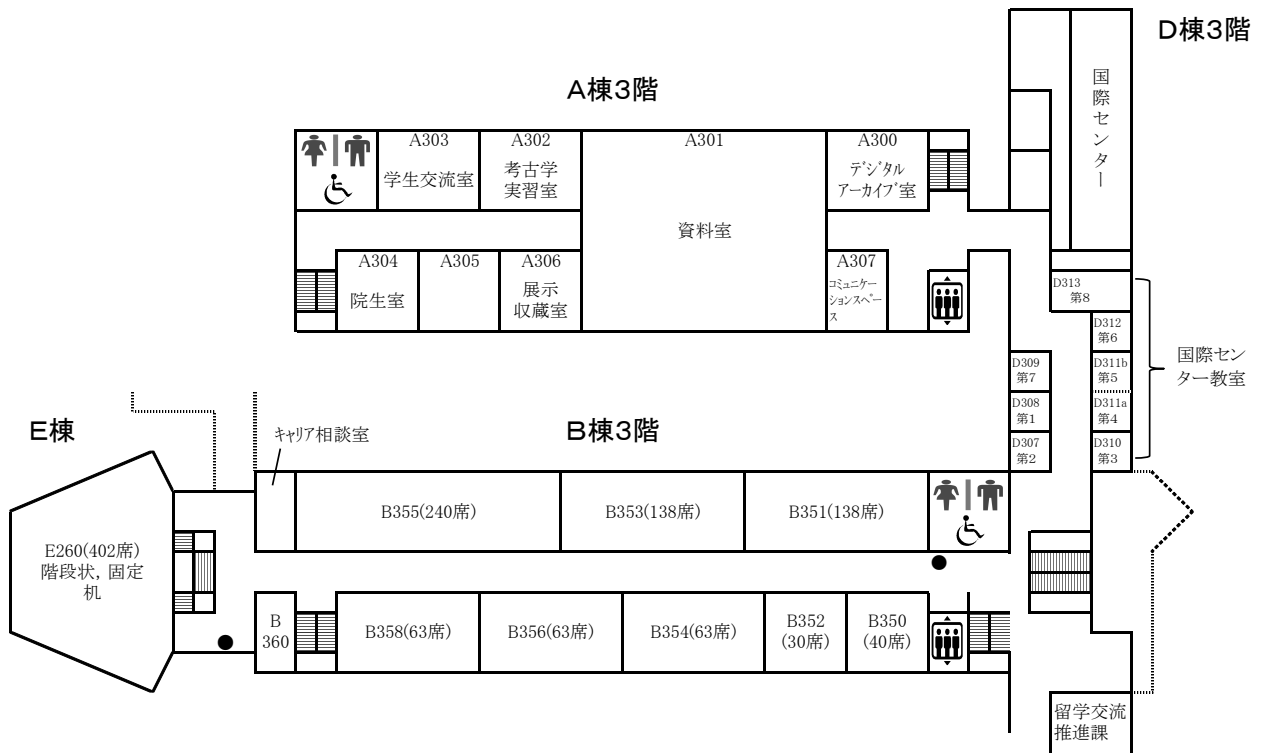 D棟3階
A棟3階
国際センター
A303
学生交流室
A302
考古学
実習室
A301
資料室
A300
デジタル
アーカイブ室
A304
院生室
A305
A306
展示
収蔵室
A307
コミュニケー
ションスペー
ス
D313
第8
D312
第6
D311b
第5
D311a
第4
D310
第3
D309
第7
D308
第1
D307
第2
国際セン
ター教室
E棟
キャリア相談室
B棟3階
B355(240席)
B353(138席)
B351(138席)
E260(402席)
階段状, 固定
机
B
360
B358(63席)
B356(63席)
B354(63席)
B352
(30席)
B350
(40席)
留学交流
推進課